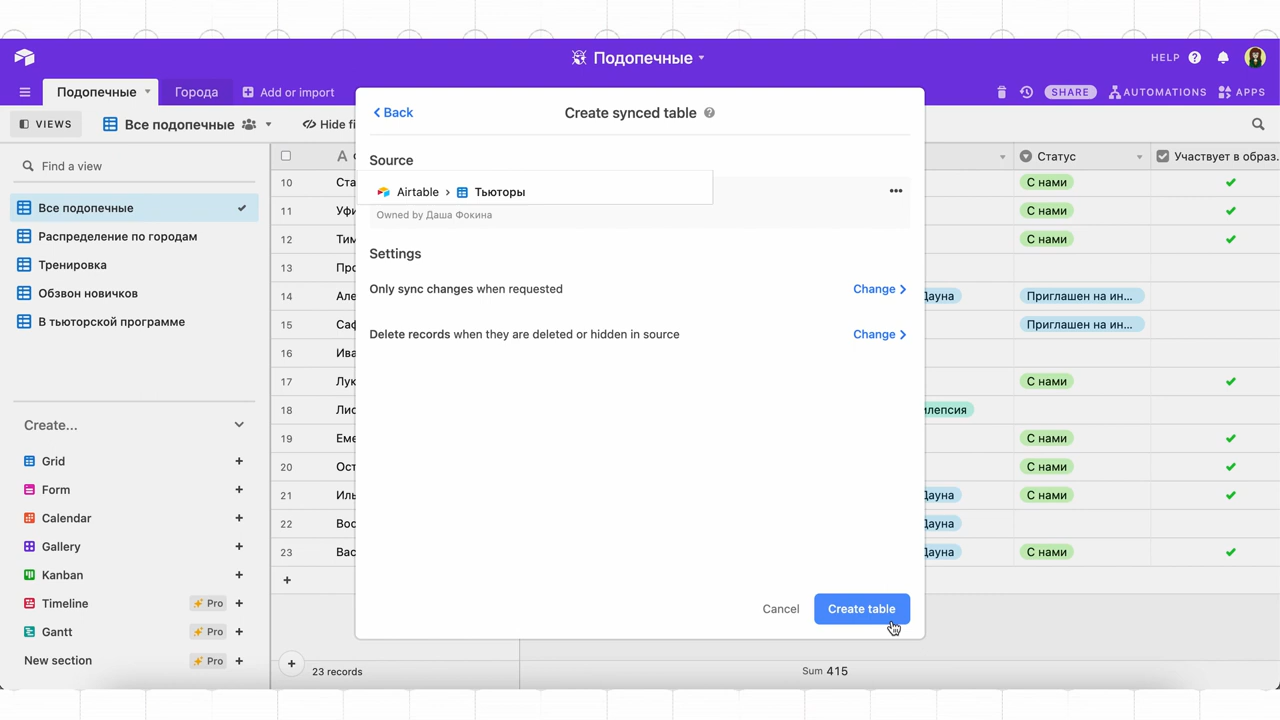 Подопечные
HELP
Подопечные
Города
Add or import
SHARE
AUTOMATIONS
APPS
VIEWS
Все подопечные
Hide fi
Find a view
Все подопечные
Распределение по городам
Тренировка
Обзвон новичков
В тьюторской программе
Create...
Grid
Form
Calendar
Gallery
Kanban
Timeline
Pro
Gantt
Pro
New section
Pro
Back
Create synced table
Source
Airtable > Тьюторы
Owned by Даша Фокина
Settings
Only sync changes when requested
Change
Delete records when they are deleted or hidden in source
Change
Cancel
Create table
Статус
Участвует в образ.
10 Ста С нами
11 Уфи С нами
12 Тим С нами
13 Про
14 Але Дауна Приглашен на ин...
15 Саф Приглашен на ин...
16 Ива
17 Лук С нами
18 Лис илепсия
19 Еме С нами
20 Ост С нами
21 Иль Дауна С нами
22 Вос Дауна
23 Вас Дауна С нами
23 records
Sum 415